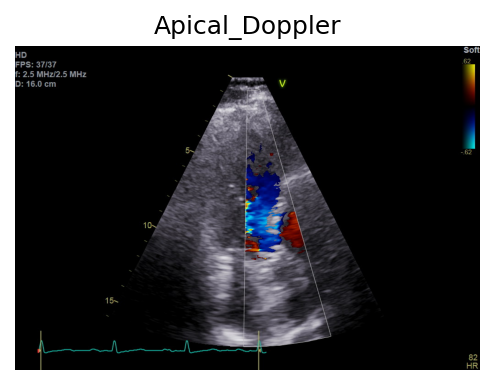 Apical_Doppler
HD
FPS: 37/37
f: 2.5 MHz/2.5 MHz
D: 16.0 cm
Soft
.62
-.62
V
5
10
15
82
HR